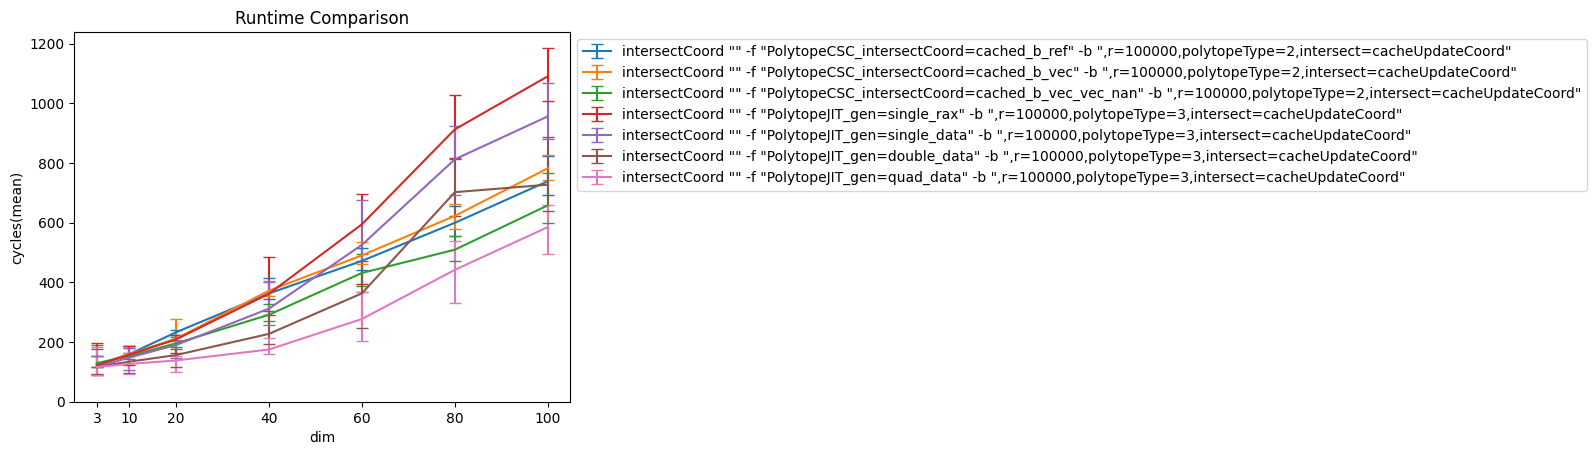 Runtime Comparison
cycles(mean)
1200
1000
800
600
400
200
0
3 10 20 40 60 80 100
dim
intersectCoord "" -f "PolytopeCSC_intersectCoord=cached_b_ref" -b ",r=100000,polytopeType=2,intersect=cacheUpdateCoord"
intersectCoord "" -f "PolytopeCSC_intersectCoord=cached_b_vec" -b ",r=100000,polytopeType=2,intersect=cacheUpdateCoord"
intersectCoord "" -f "PolytopeCSC_intersectCoord=cached_b_vec_vec_nan" -b ",r=100000,polytopeType=2,intersect=cacheUpdateCoord"
intersectCoord "" -f "PolytopeJIT_gen=single_rax" -b ",r=100000,polytopeType=3,intersect=cacheUpdateCoord"
intersectCoord "" -f "PolytopeJIT_gen=single_data" -b ",r=100000,polytopeType=3,intersect=cacheUpdateCoord"
intersectCoord "" -f "PolytopeJIT_gen=double_data" -b ",r=100000,polytopeType=3,intersect=cacheUpdateCoord"
intersectCoord "" -f "PolytopeJIT_gen=quad_data" -b ",r=100000,polytopeType=3,intersect=cacheUpdateCoord"